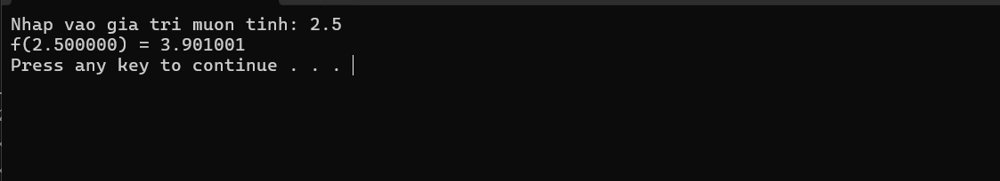 Nhap vao gia tri muon tinh: 2.5
f(2.500000) = 3.901001
Press any key to continue . . .